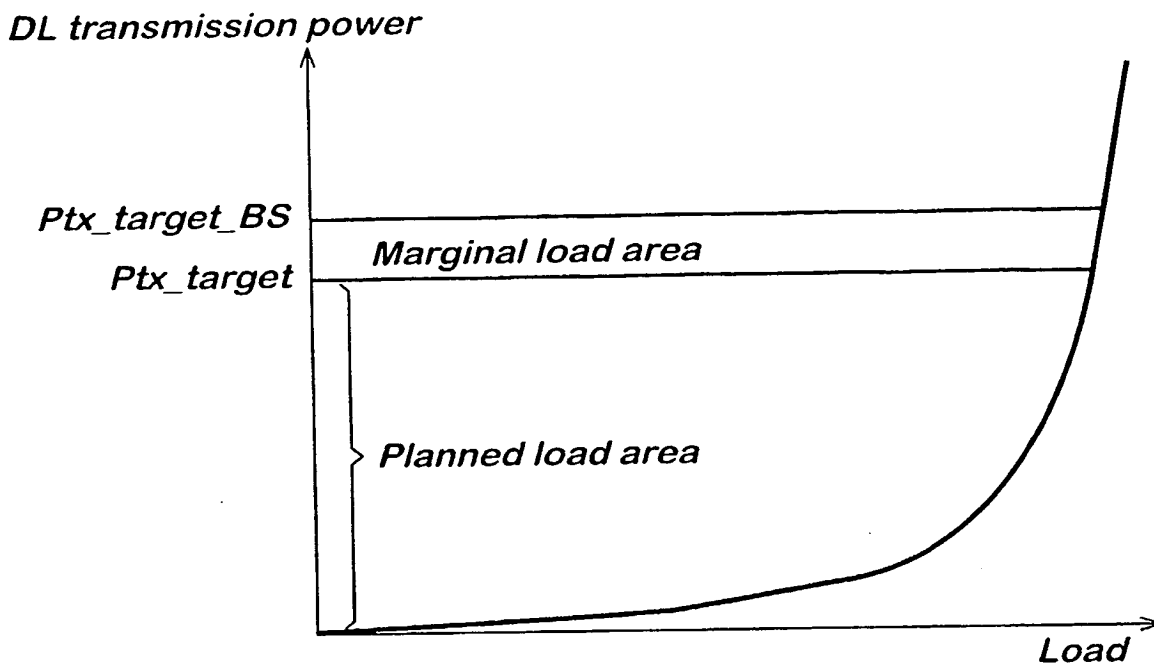 DL transmission power
Ptx_target_BS
Marginal load area
Ptx_target
Planned load area
Load